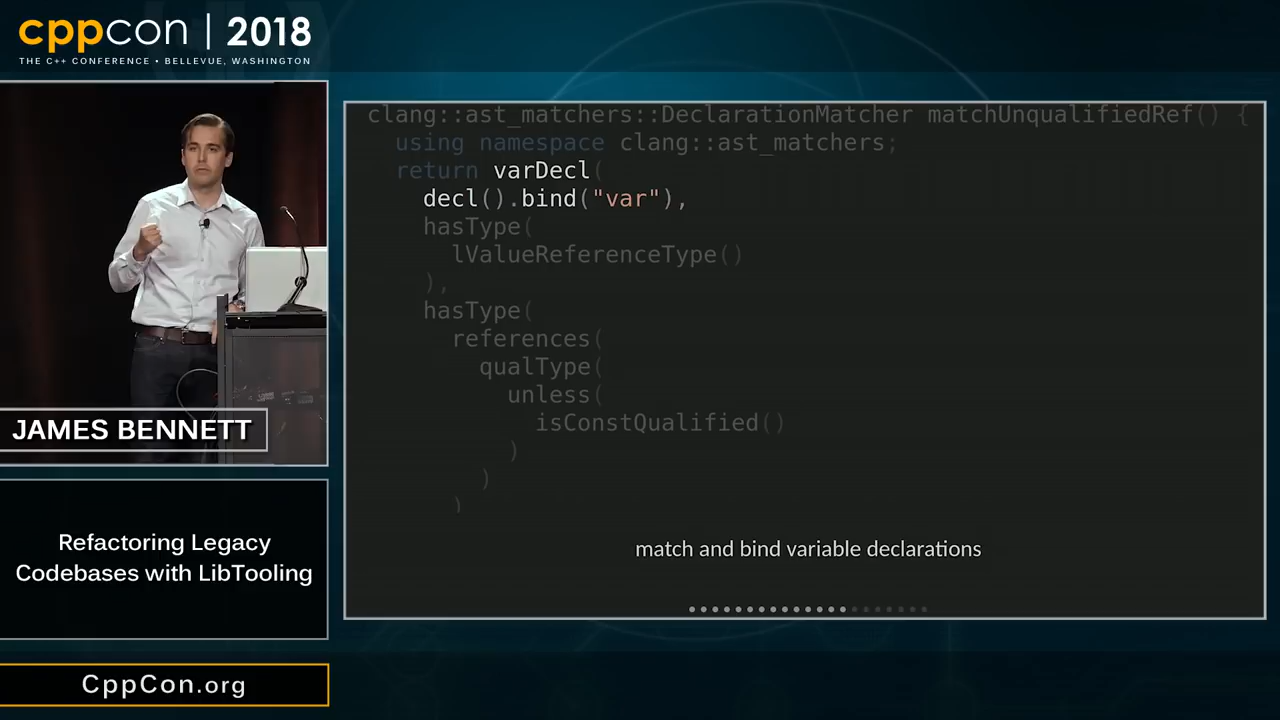 cppcon | 2018
THE C++ CONFERENCE • BELLEVUE, WASHINGTON
JAMES BENNETT
Refactoring Legacy
Codebases with LibTooling
CppCon.org
clang::ast_matchers::DeclarationMatcher matchUnqualifiedRef() {
using namespace clang::ast_matchers;
return varDecl(
decl().bind("var"),
hasType(
lValueReferenceType()
),
hasType(
references(
qualType(
unless(
isConstQualified()
)
)
)
match and bind variable declarations